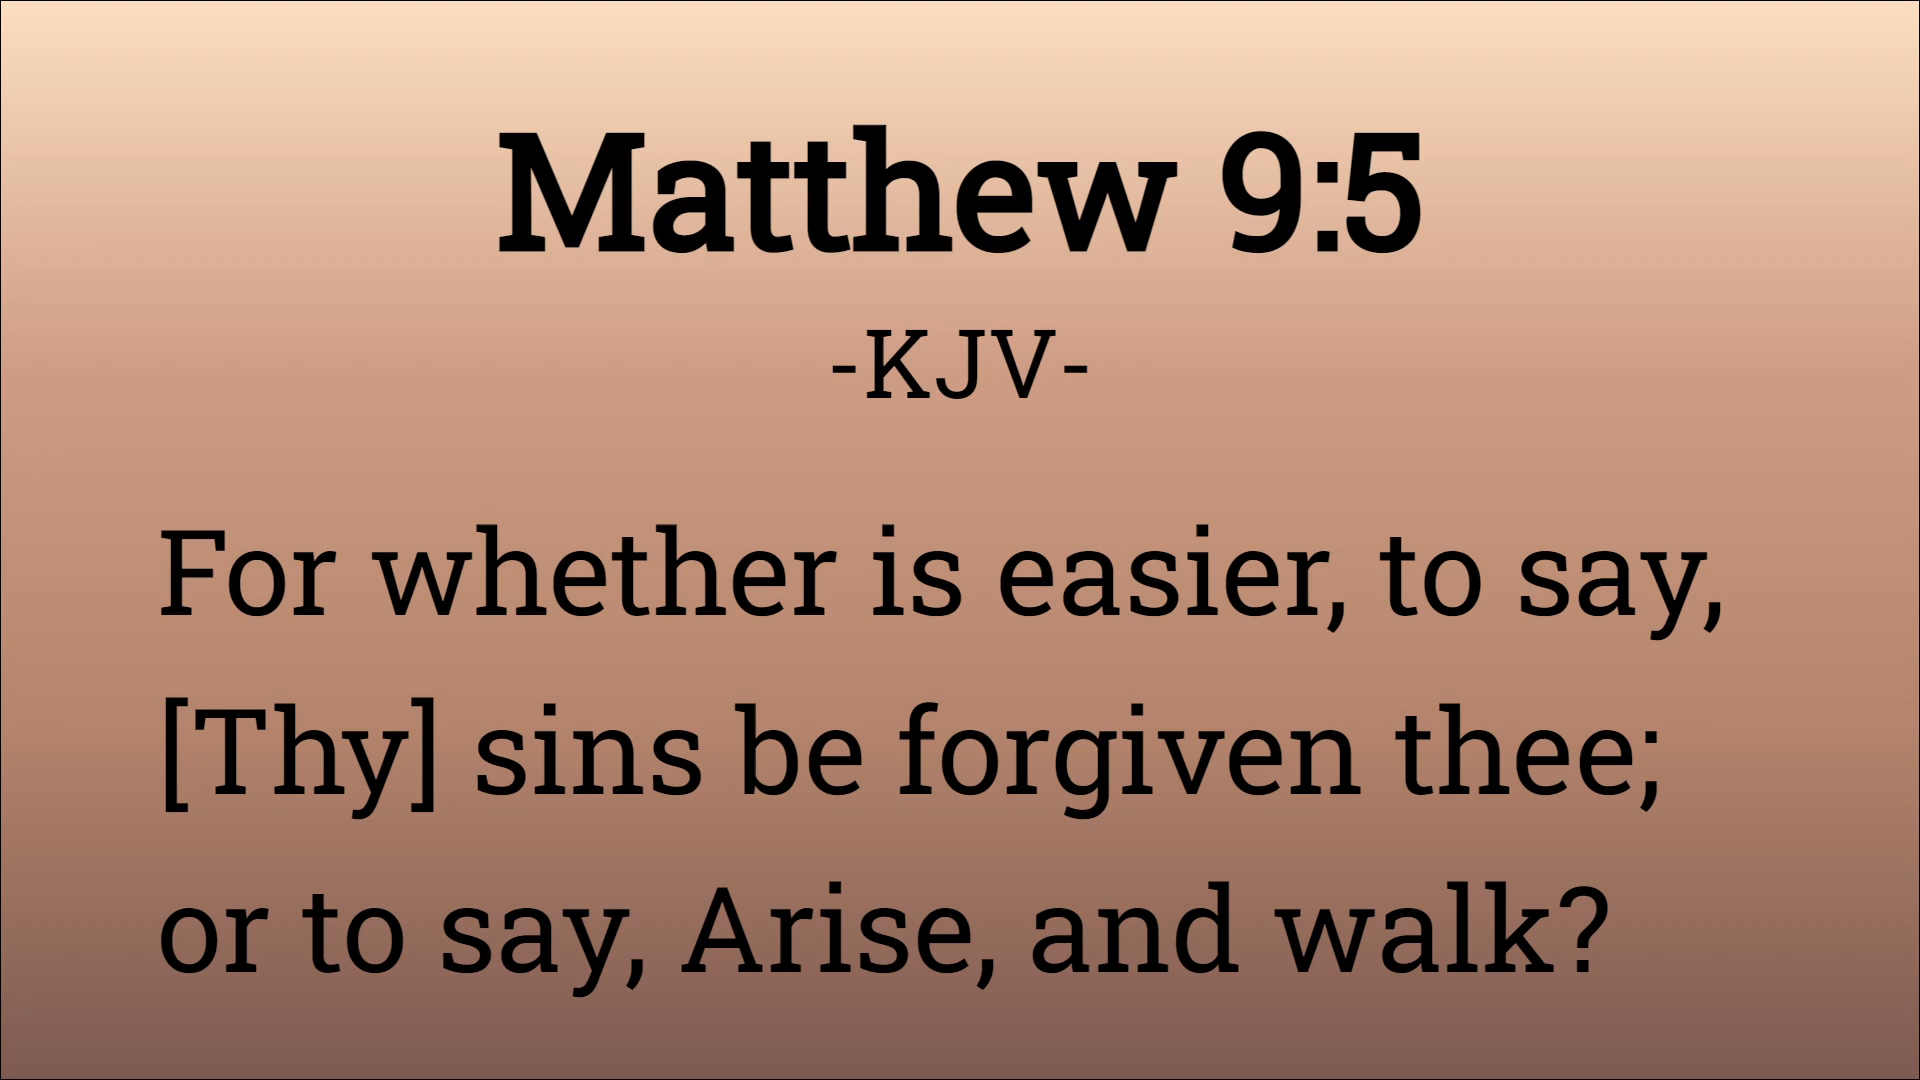 Matthew 9:5
-KJV-
For whether is easier, to say,
[Thy] sins be forgiven thee;
or to say, Arise, and walk?